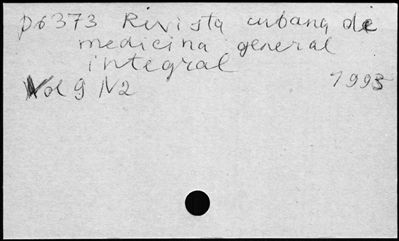 p6373 Rivista cubana de
medicina general
integral
Vol 9 N2 1993